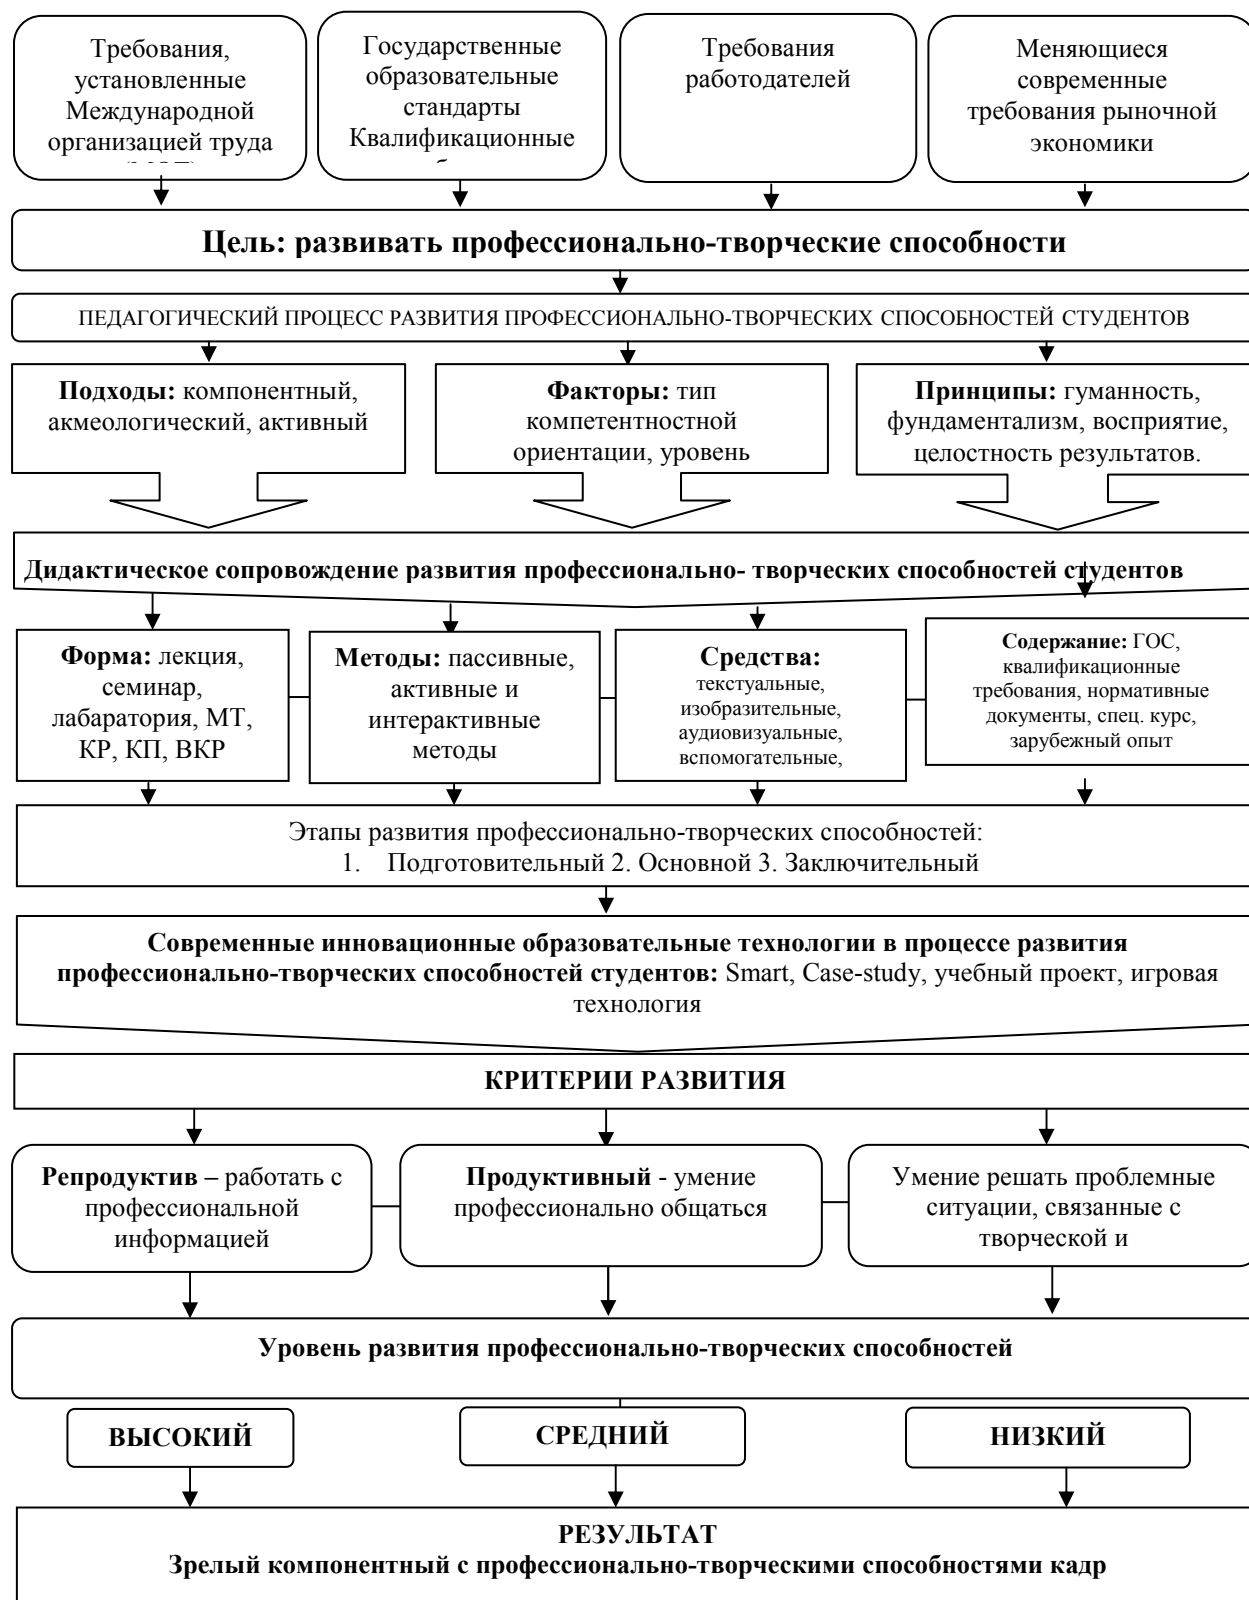 Требования,
установленные
Международной
организацией труда
Государственные
образовательные
стандарты
Квалификационные
Требования
работодателей
Меняющиеся
современные
требования рыночной
экономики
Цель: развивать профессионально-творческие способности
ПЕДАГОГИЧЕСКИЙ ПРОЦЕСС РАЗВИТИЯ ПРОФЕССИОНАЛЬНО-ТВОРЧЕСКИХ СПОСОБНОСТЕЙ СТУДЕНТОВ
Подходы: компонентный,
акмеологический, активный
Факторы: тип
компетентностной
ориентации, уровень
Принципы: гуманность,
фундаментализм, восприятие,
целостность результатов.
Дидактическое сопровождение развития профессионально- творческих способностей студентов
Форма: лекция,
семинар,
лабаратория, МТ,
КР, КП, ВКР
Методы: пассивные,
активные и
интерактивные
методы
Средства:
текстуальные,
изобразительные,
аудиовизуальные,
вспомогательные,
Содержание: ГОС,
квалификационные
требования, нормативные
документы, спец. курс,
зарубежный опыт
Этапы развития профессионально-творческих способностей:
1. Подготовительный 2. Основной 3. Заключительный
Современные инновационные образовательные технологии в процессе развития
профессионально-творческих способностей студентов: Smart, Case-study, учебный проект, игровая
технология
КРИТЕРИИ РАЗВИТИЯ
Репродуктив – работать с
профессиональной
информацией
Продуктивный - умение
профессионально общаться
Умение решать проблемные
ситуации, связанные с
творческой и
Уровень развития профессионально-творческих способностей
ВЫСОКИЙ
СРЕДНИЙ
НИЗКИЙ
РЕЗУЛЬТАТ
Зрелый компонентный с профессионально-творческими способностями кадр